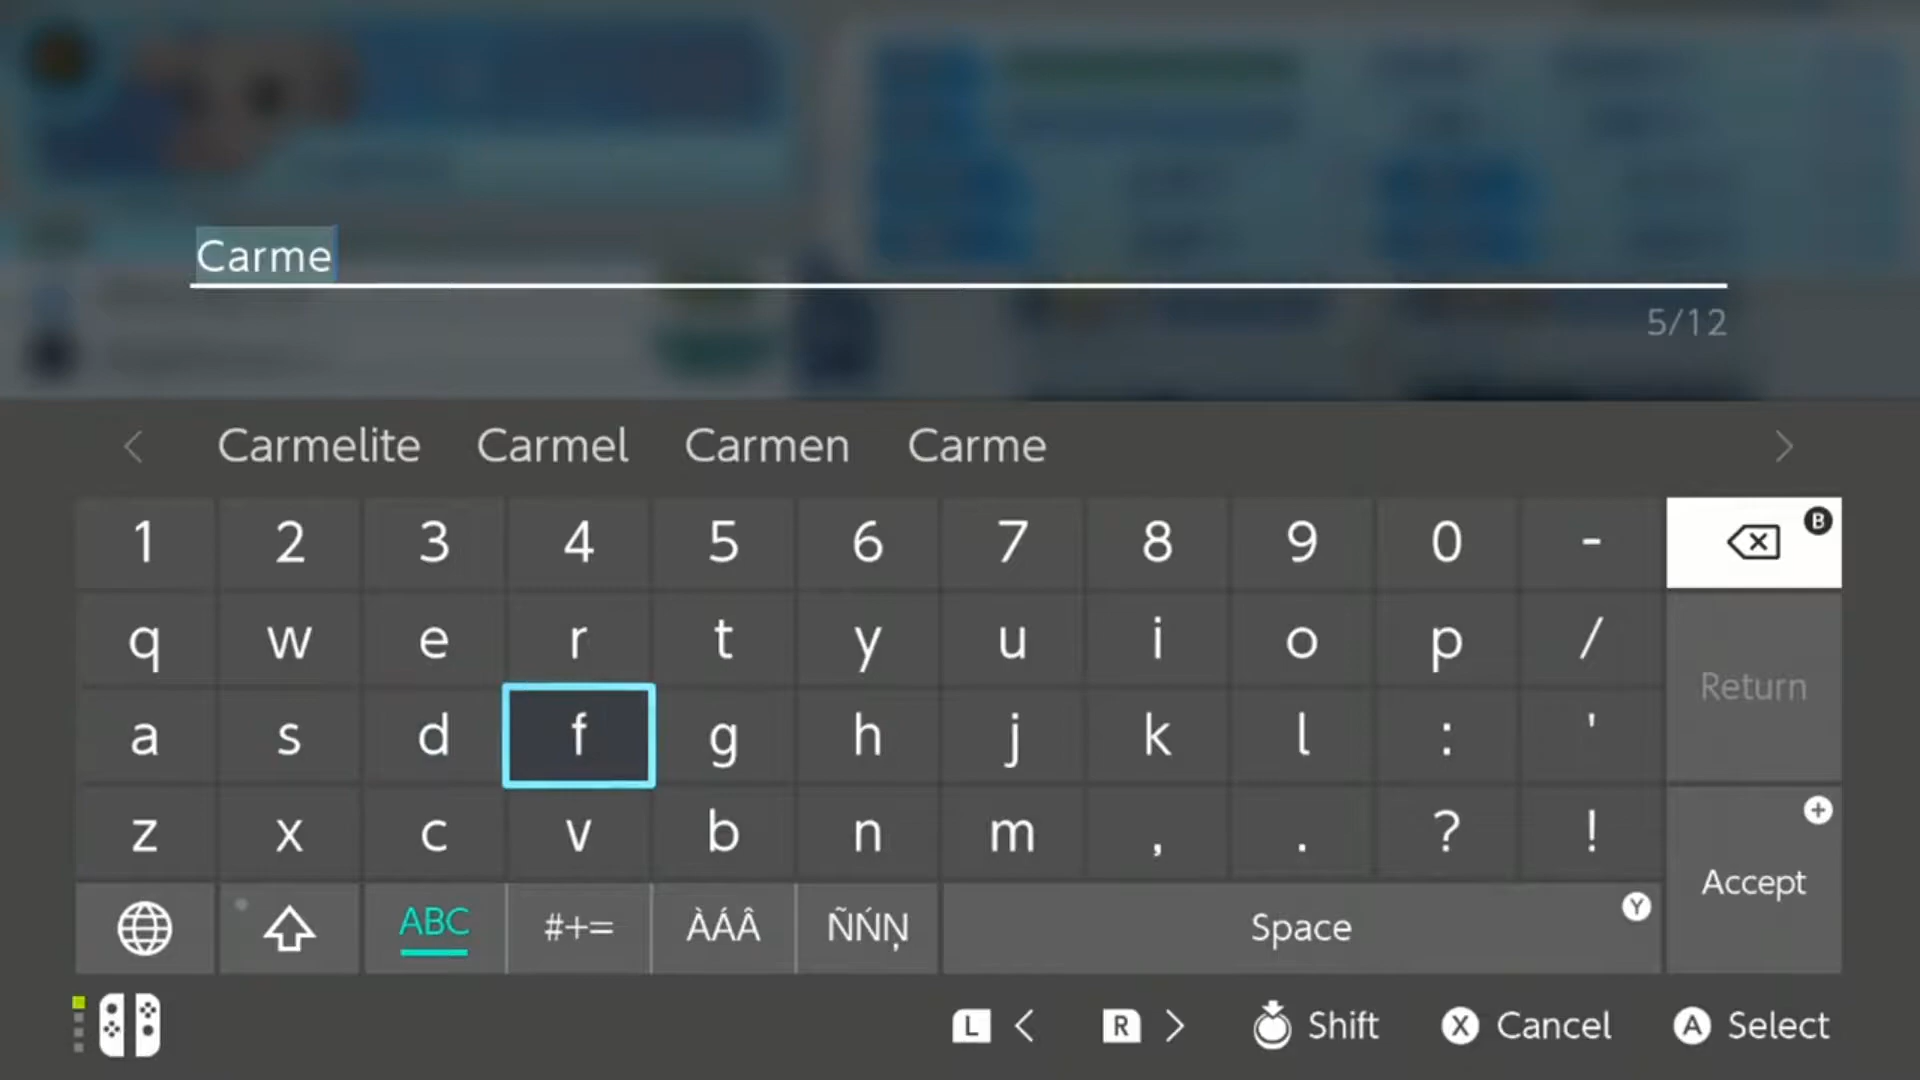 Carme
5/12
< Carmelite Carmel Carmen Carme >
1 2 3 4 5 6 7 8 9 0 - B
q w e r t y u i o p /
Return
a s d f g h j k l : '
z x c v b n m , . ? ! +
Accept
ABC #+= ÀÁÂ ÑŃŅ Space Y
L < R > Shift X Cancel A Select